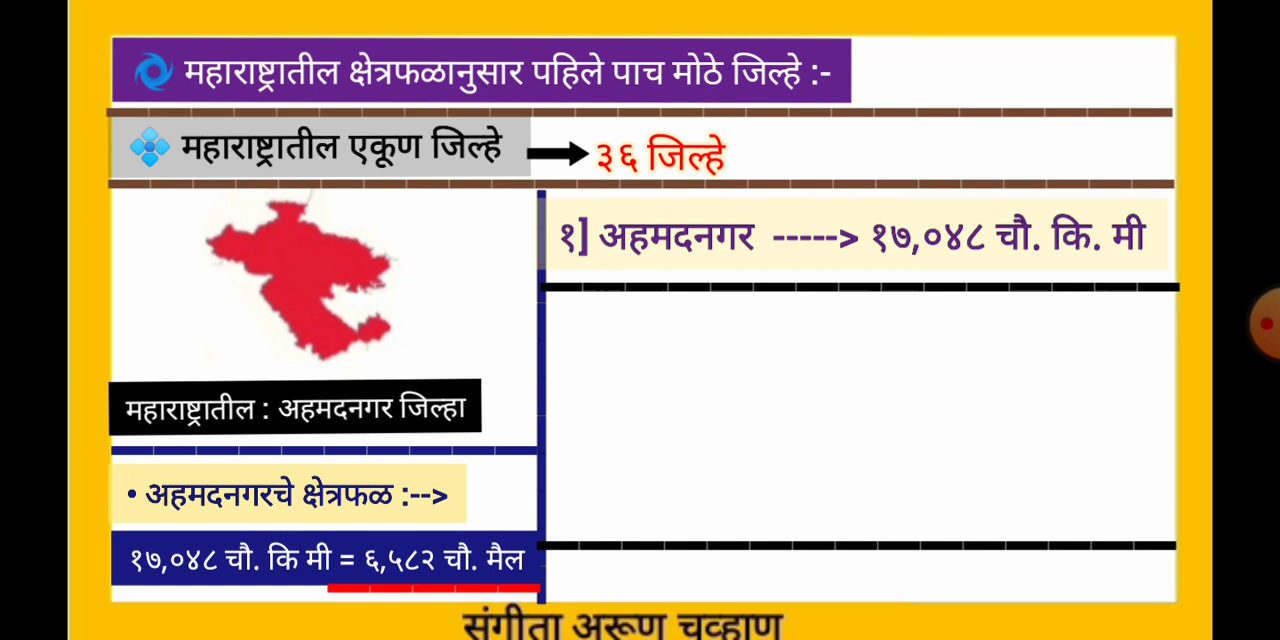 महाराष्ट्रातील क्षेत्रफळानुसार पहिले पाच मोठे जिल्हे :-
महाराष्ट्रातील एकूण जिल्हे
३६ जिल्हे
१] अहमदनगर -----> १७,०४८ चौ. कि. मी
महाराष्ट्रातील : अहमदनगर जिल्हा
• अहमदनगरचे क्षेत्रफळ :-->
१७,०४८ चौ. कि मी = ६,५८२ चौ. मैल
संगीता अरूण चव्हाण